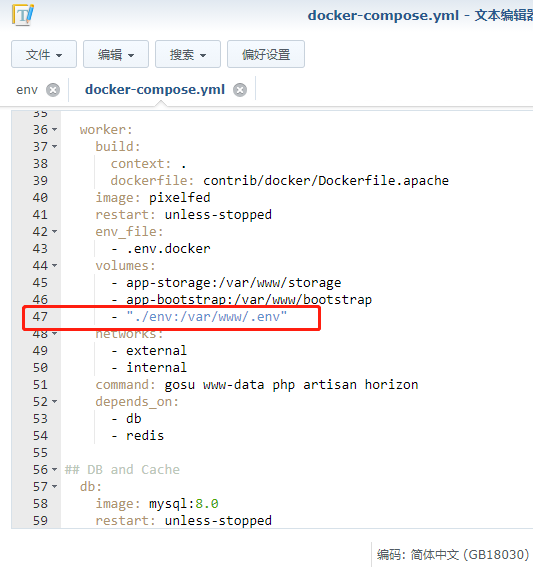 docker-compose.yml - 文本编辑器
文件 编辑 搜索 偏好设置
env docker-compose.yml
35
36 worker:
37 build:
38 context: .
39 dockerfile: contrib/docker/Dockerfile.apache
40 image: pixelfed
41 restart: unless-stopped
42 env_file:
43 - .env.docker
44 volumes:
45 - app-storage:/var/www/storage
46 - app-bootstrap:/var/www/bootstrap
47 - "./env:/var/www/.env"
48 networks:
49 - external
50 - internal
51 command: gosu www-data php artisan horizon
52 depends_on:
53 - db
54 - redis
55
56 ## DB and Cache
57 db:
58 image: mysql:8.0
59 restart: unless-stopped
编码: 简体中文 (GB18030)